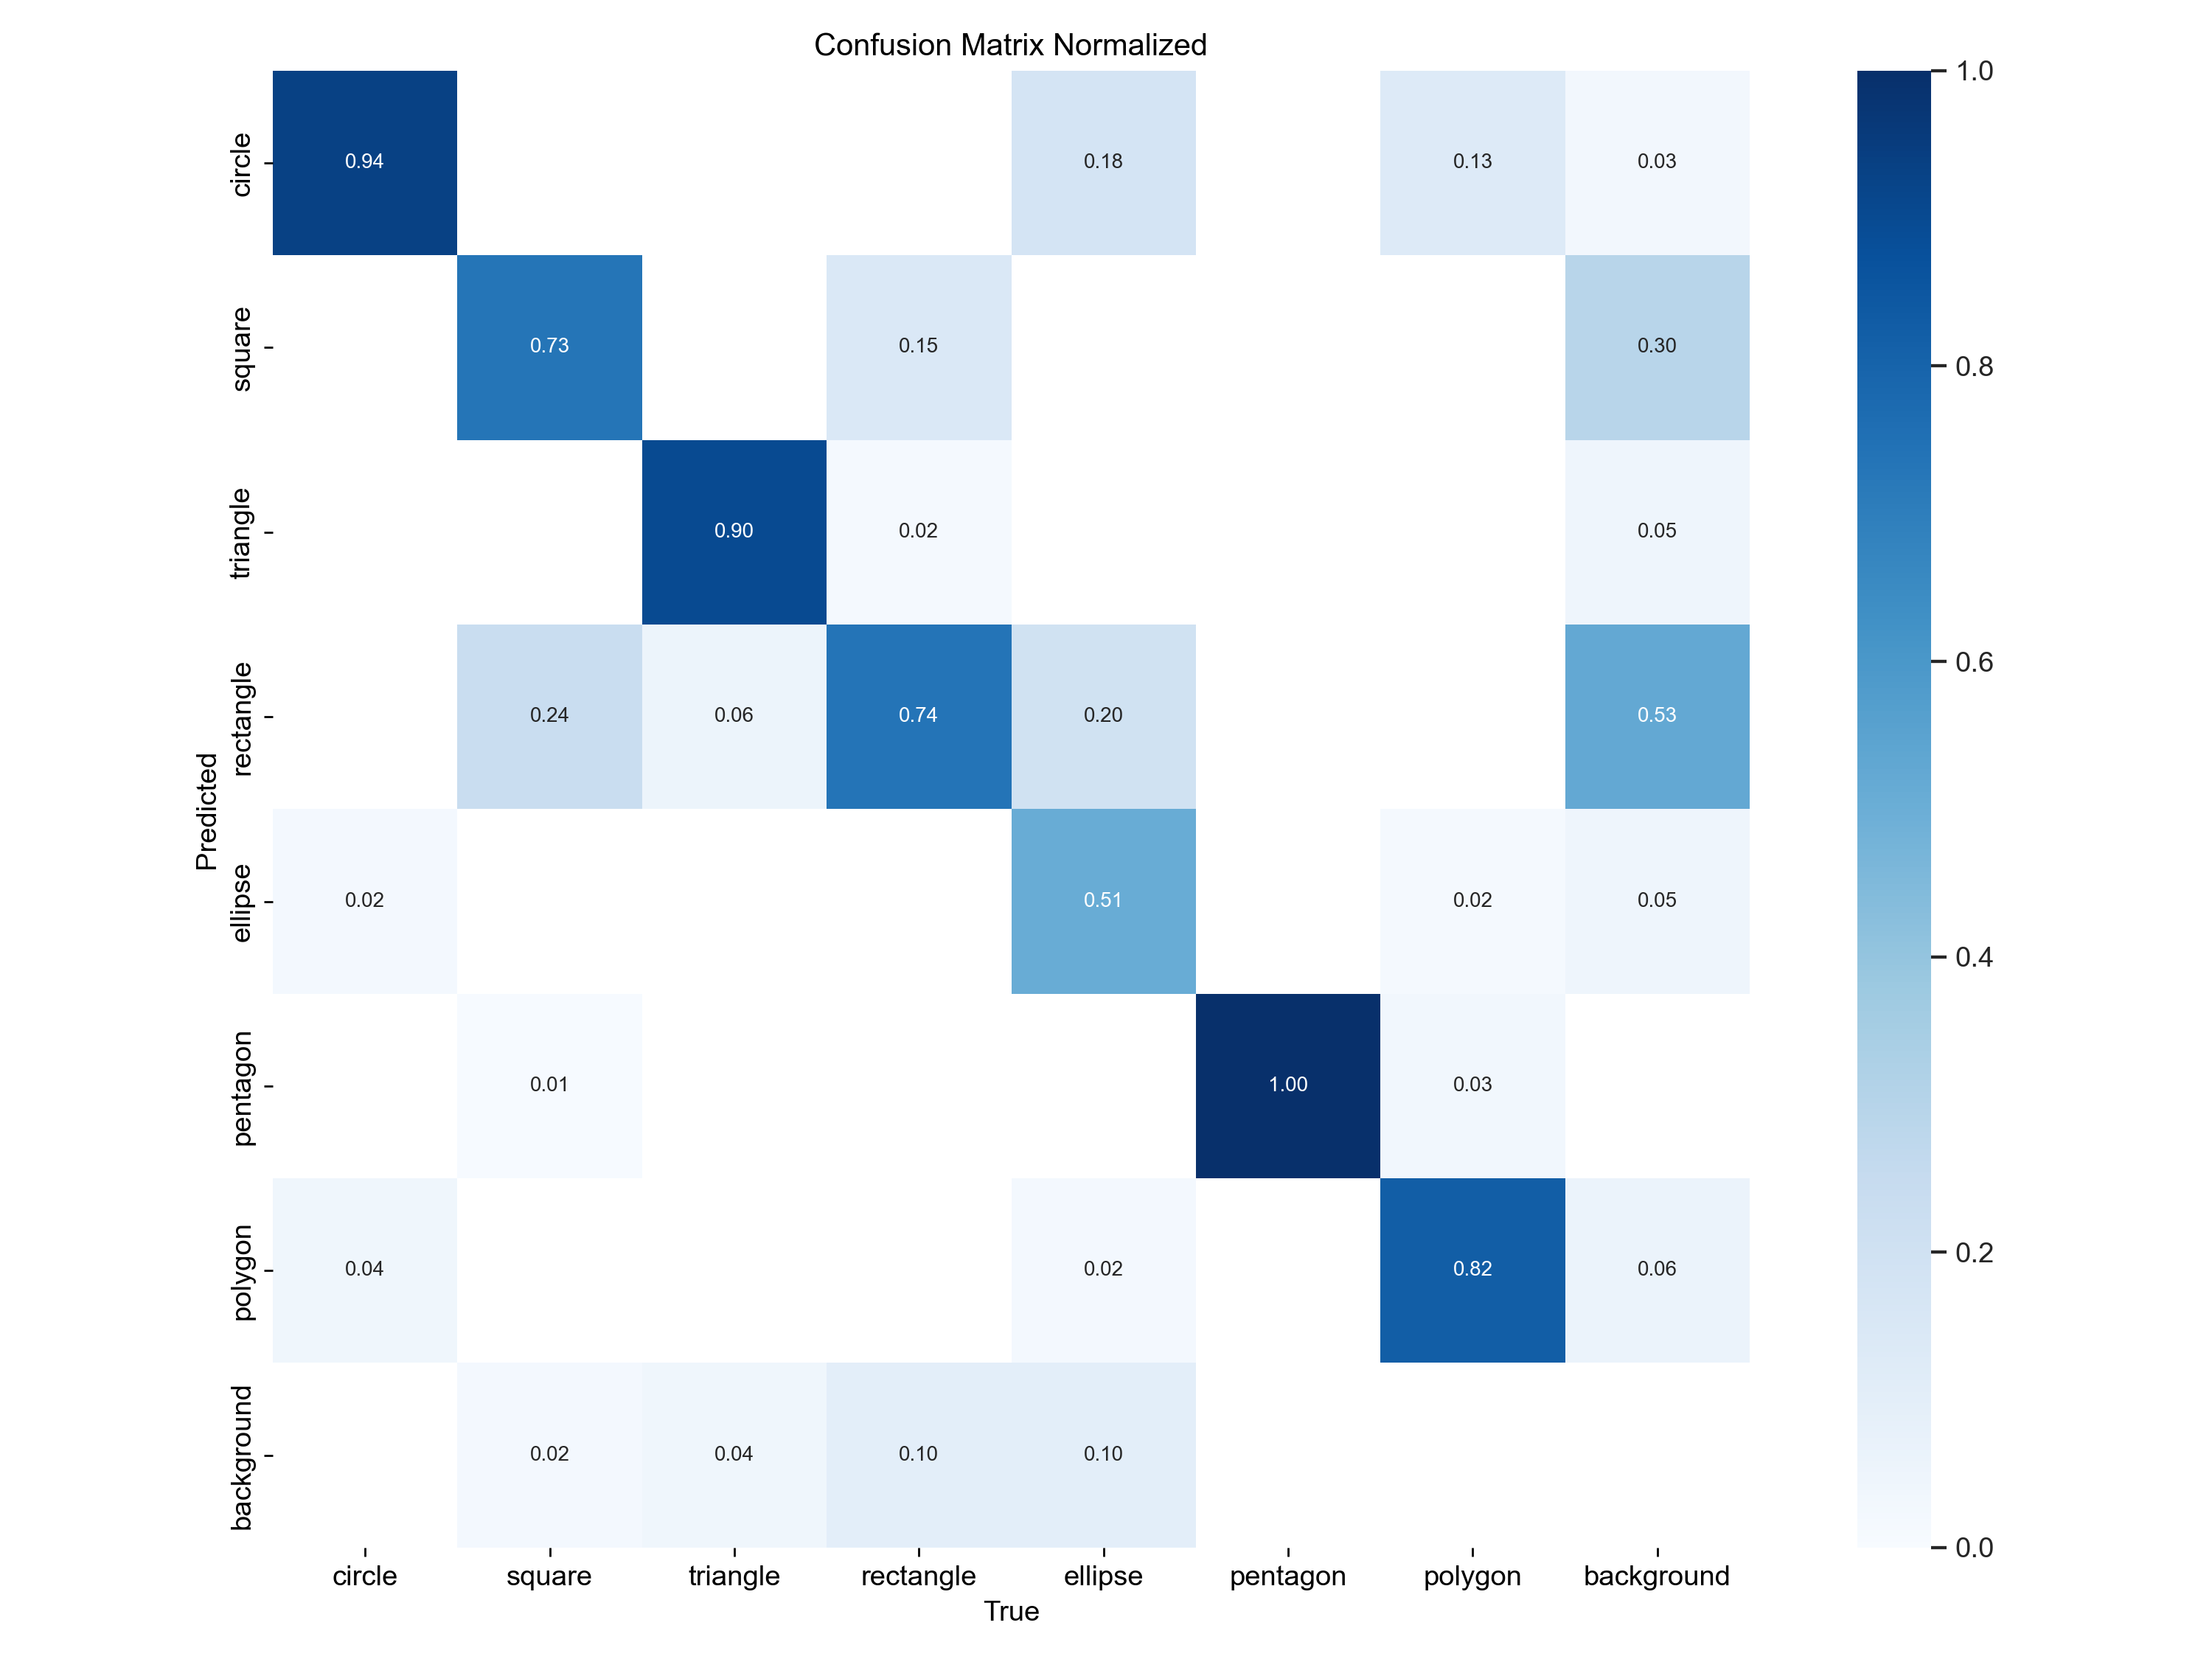 Confusion Matrix Normalized
circle 0.94 0.18 0.13 0.03
square 0.73 0.15 0.30
triangle 0.90 0.02 0.05
rectangle 0.24 0.06 0.74 0.20 0.53
ellipse 0.02 0.51 0.02 0.05
pentagon 0.01 1.00 0.03
polygon 0.04 0.02 0.82 0.06
background 0.02 0.04 0.10 0.10
Predicted
circle square triangle rectangle ellipse pentagon polygon background
True
1.0
0.8
0.6
0.4
0.2
0.0